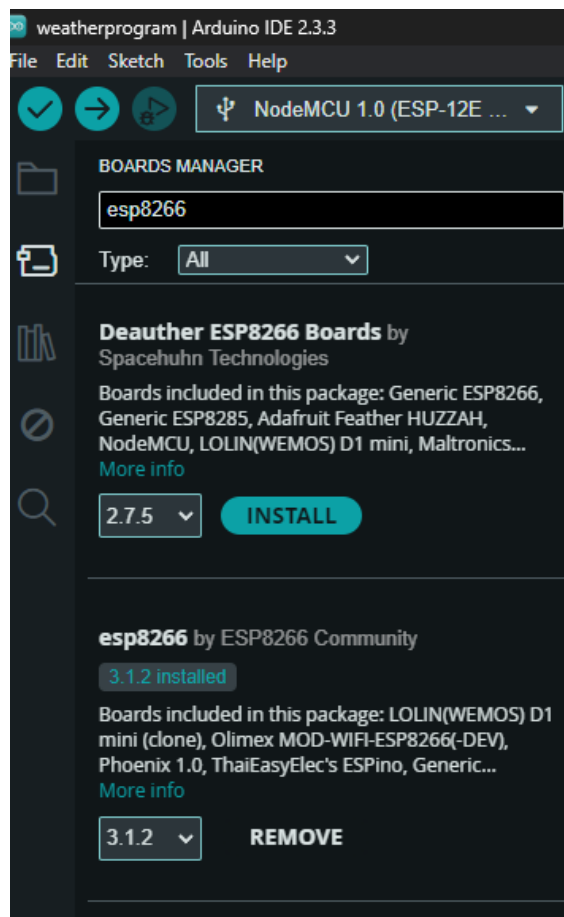 weatherprogram | Arduino IDE 2.3.3
File Edit Sketch Tools Help
NodeMCU 1.0 (ESP-12E ...
BOARDS MANAGER
esp8266
Type: All
Deauther ESP8266 Boards by
Spacehuhn Technologies
Boards included in this package: Generic ESP8266,
Generic ESP8285, Adafruit Feather HUZZAH,
NodeMCU, LOLIN(WEMOS) D1 mini, Maltronics...
More info
2.7.5 INSTALL
esp8266 by ESP8266 Community
3.1.2 installed
Boards included in this package: LOLIN(WEMOS) D1
mini (clone), Olimex MOD-WIFI-ESP8266(-DEV),
Phoenix 1.0, ThaiEasyElec's ESPino, Generic...
More info
3.1.2 REMOVE